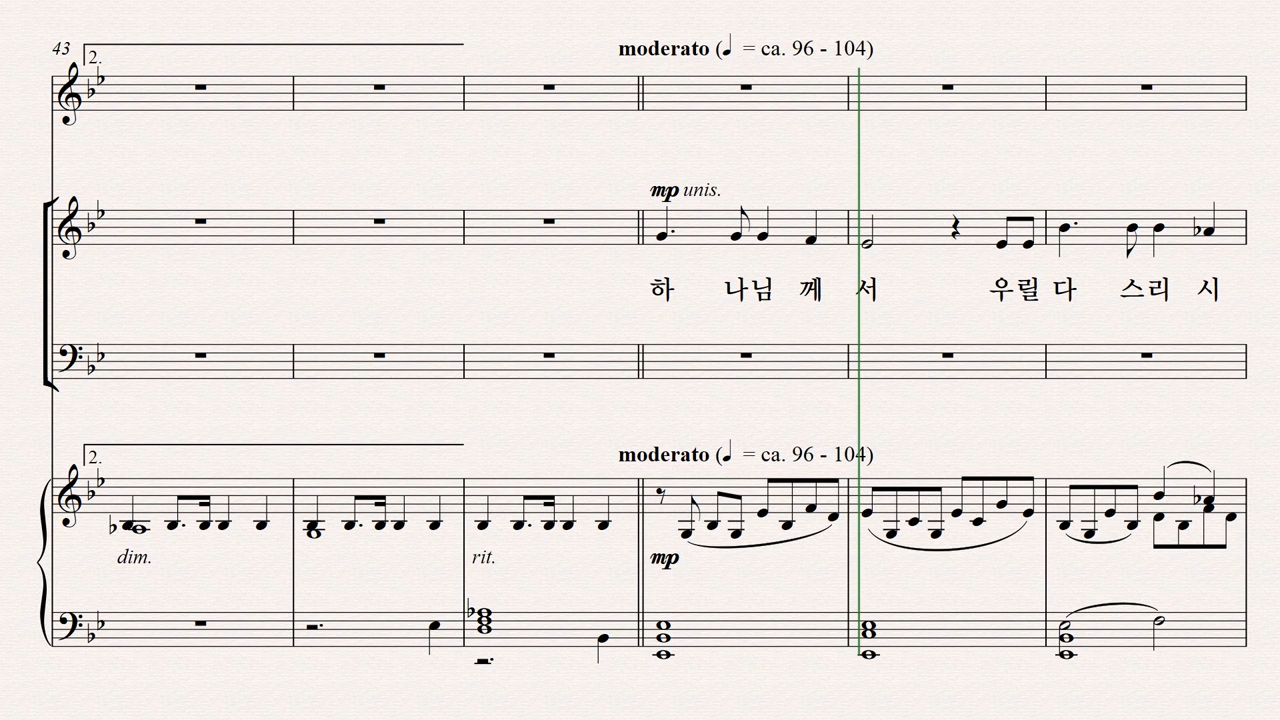 43
2.
moderato (♩ = ca. 96 - 104)
mp unis.
하 나님 께 서 우릴 다 스리 시
2.
moderato (♩ = ca. 96 - 104)
dim. rit. mp